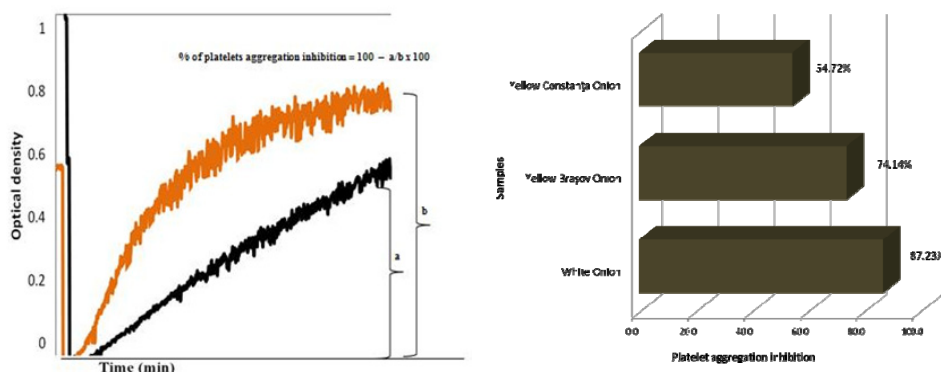 1
% of platelets aggregation inhibition = 100 – a/b x 100
0.8
0.6
0.4
0.2
0
Optical density
b
a
Time (min)
Yellow Constanţa Onion
54.72%
Yellow Braşov Onion
74.14%
White Onion
87.23%
Samples
0.0 20.0 40.0 60.0 80.0 100.0
Platelet aggregation inhibition